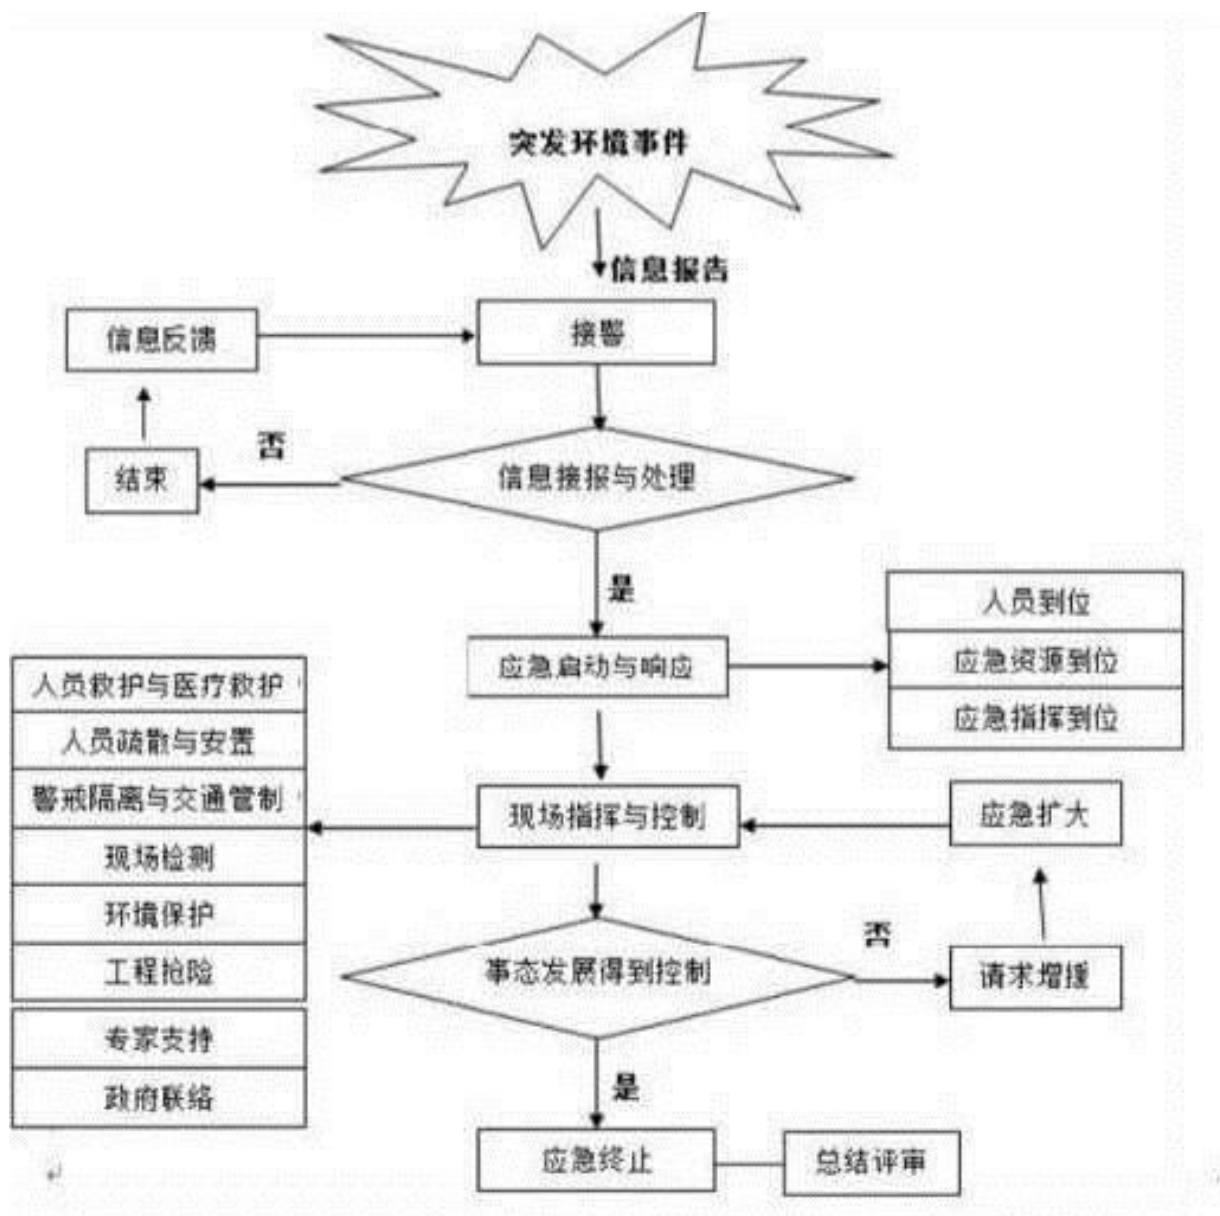 突发环境事件
信息报告
信息反馈
接警
否
结束
信息接报与处理
是
人员到位
应急启动与响应
应急资源到位
应急指挥到位
人员救护与医疗救护
人员疏散与安置
警戒隔离与交通管制
现场指挥与控制
应急扩大
现场检测
环境保护
否
工程抢险
事态发展得到控制
请求增援
专家支持
是
政府联络
应急终止
总结评审